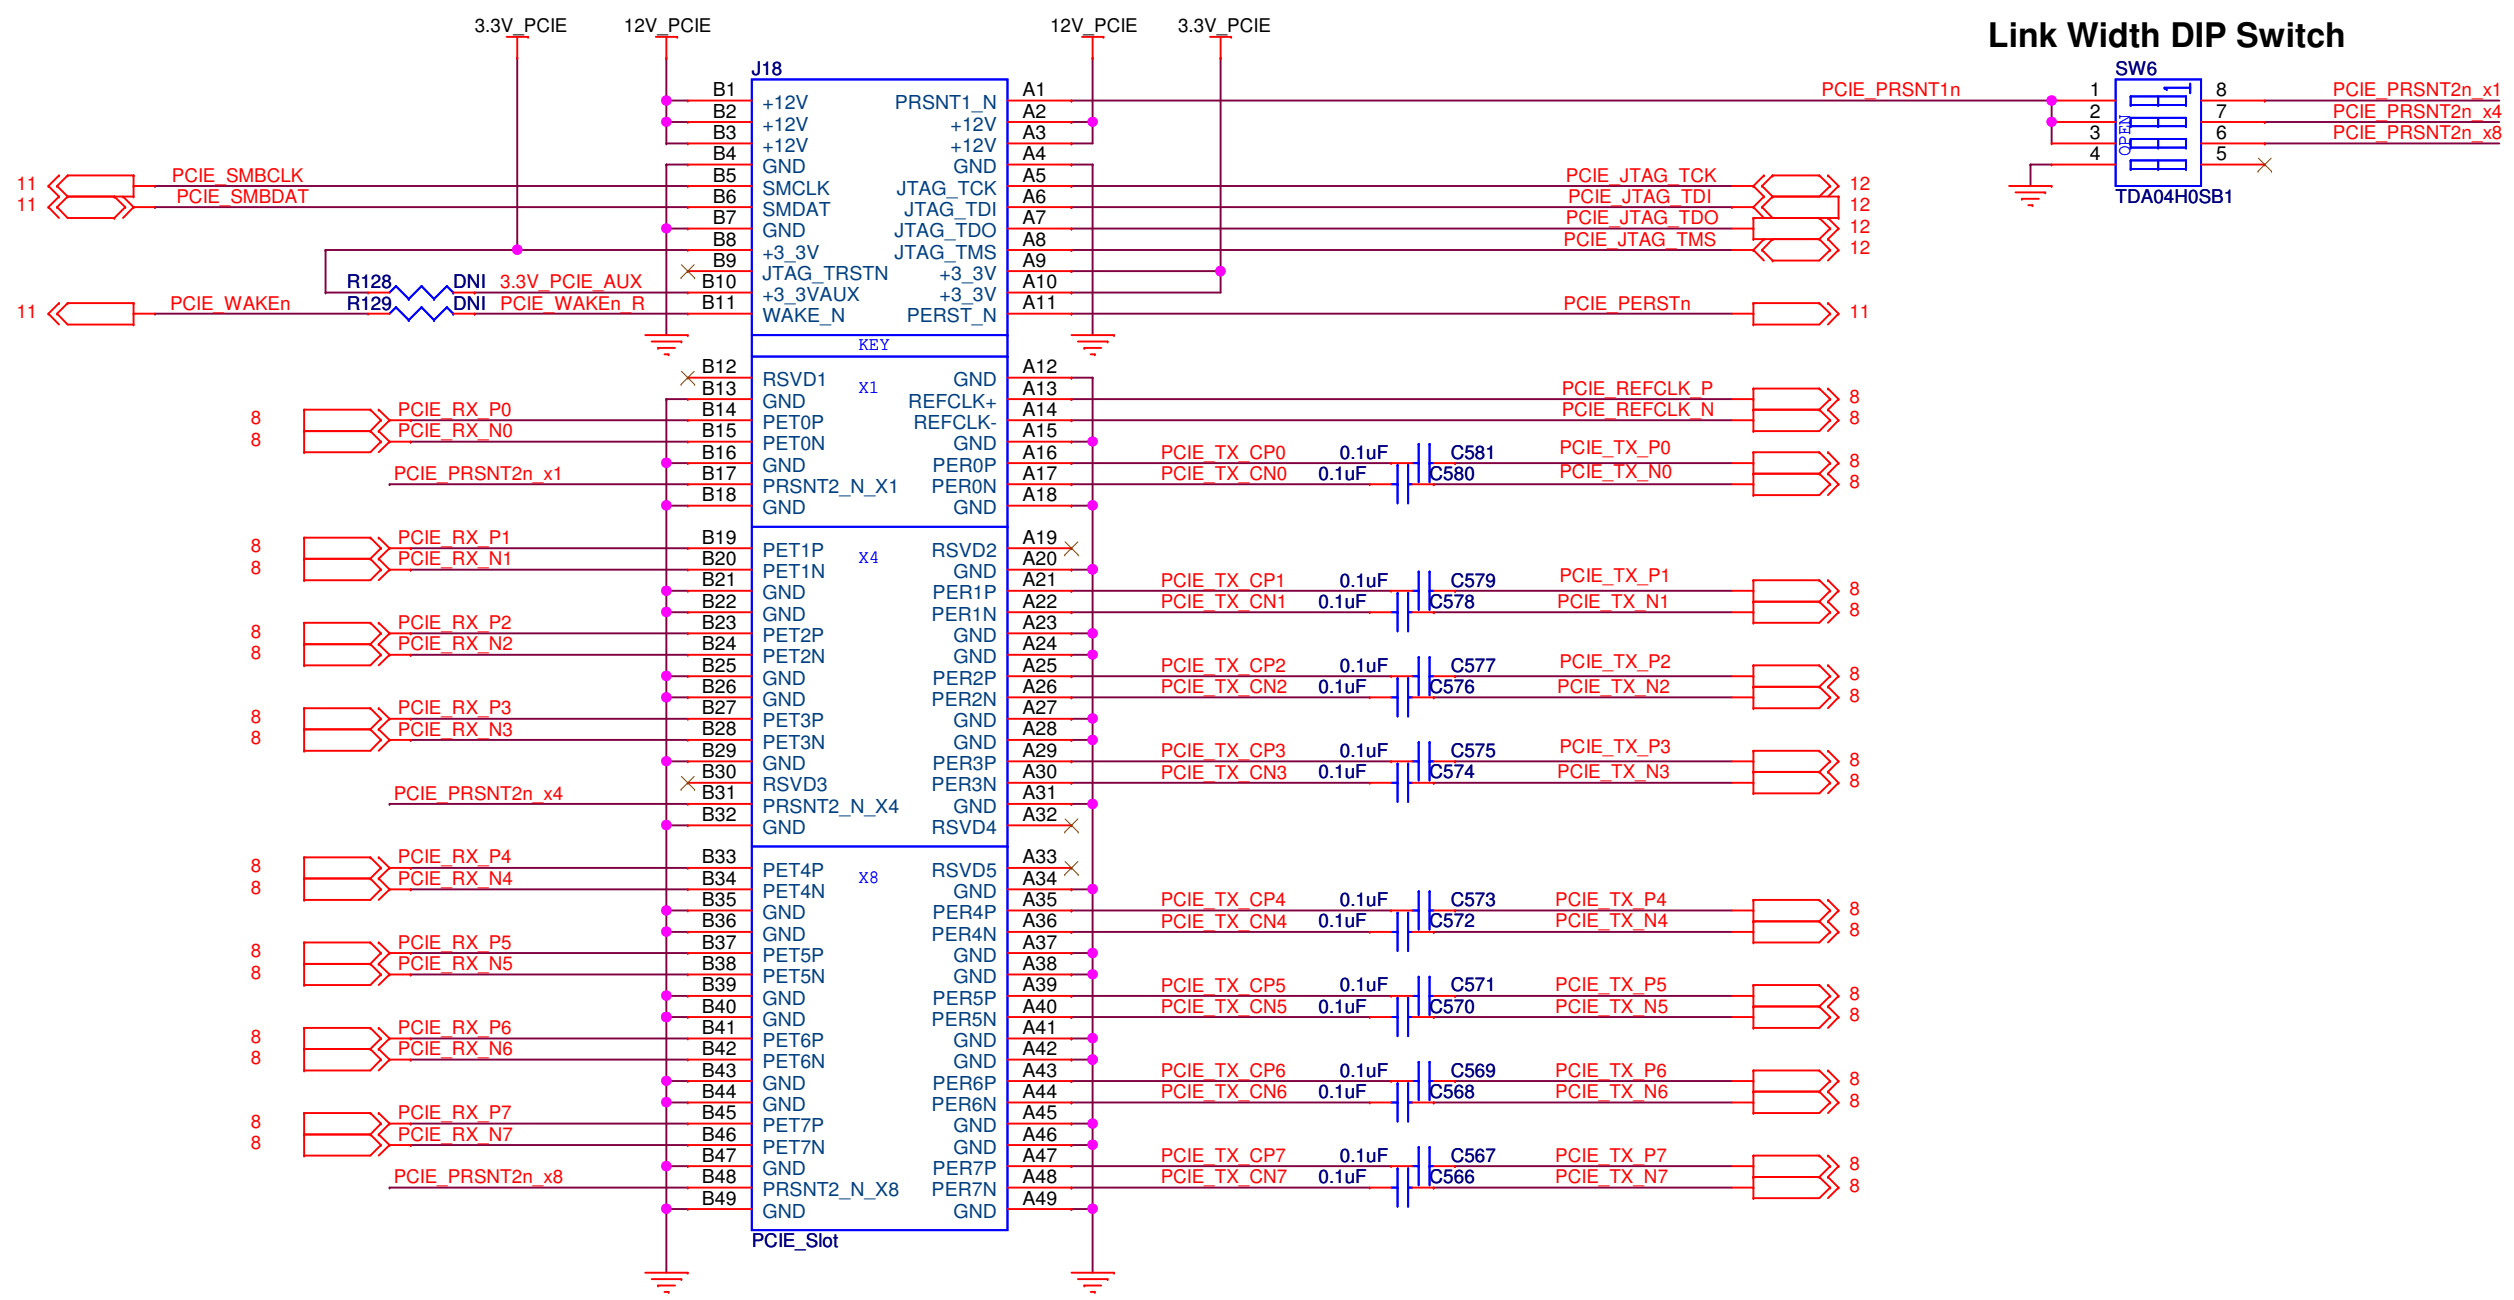 3.3V_PCIE 12V_PCIE 12V_PCIE 3.3V_PCIE
Link Width DIP Switch
J18
SW6
B1 +12V PRSNT1_N A1 PCIE_PRSNT1n 1 8 PCIE_PRSNT2n_x1
B2 +12V +12V A2 2 7 PCIE_PRSNT2n_x4
B3 +12V +12V A3 3 6 PCIE_PRSNT2n_x8
B4 GND GND A4 4 5
OPEN
1
TDA04H0SB1
11 PCIE_SMBCLK B5 SMCLK JTAG_TCK A5 PCIE_JTAG_TCK 12
11 PCIE_SMBDAT B6 SMDAT JTAG_TDI A6 PCIE_JTAG_TDI 12
B7 GND JTAG_TDO A7 PCIE_JTAG_TDO 12
B8 +3_3V JTAG_TMS A8 PCIE_JTAG_TMS 12
B9 JTAG_TRSTN +3_3V A9
R128 DNI 3.3V_PCIE_AUX B10 +3_3VAUX +3_3V A10
11 PCIE_WAKEn R129 DNI PCIE_WAKEn_R B11 WAKE_N PERST_N A11 PCIE_PERSTn 11
KEY
B12 RSVD1 X1 GND A12
B13 GND REFCLK+ A13 PCIE_REFCLK_P 8
8 PCIE_RX_P0 B14 PET0P REFCLK- A14 PCIE_REFCLK_N 8
8 PCIE_RX_N0 B15 PET0N GND A15
B16 GND PER0P A16 PCIE_TX_CP0 0.1uF C581 PCIE_TX_P0 8
PCIE_PRSNT2n_x1 B17 PRSNT2_N_X1 PER0N A17 PCIE_TX_CN0 0.1uF C580 PCIE_TX_N0 8
B18 GND GND A18
8 PCIE_RX_P1 B19 PET1P X4 RSVD2 A19
8 PCIE_RX_N1 B20 PET1N GND A20
B21 GND PER1P A21 PCIE_TX_CP1 0.1uF C579 PCIE_TX_P1 8
B22 GND PER1N A22 PCIE_TX_CN1 0.1uF C578 PCIE_TX_N1 8
8 PCIE_RX_P2 B23 PET2P GND A23
8 PCIE_RX_N2 B24 PET2N GND A24
B25 GND PER2P A25 PCIE_TX_CP2 0.1uF C577 PCIE_TX_P2 8
B26 GND PER2N A26 PCIE_TX_CN2 0.1uF C576 PCIE_TX_N2 8
8 PCIE_RX_P3 B27 PET3P GND A27
8 PCIE_RX_N3 B28 PET3N GND A28
B29 GND PER3P A29 PCIE_TX_CP3 0.1uF C575 PCIE_TX_P3 8
B30 RSVD3 PER3N A30 PCIE_TX_CN3 0.1uF C574 PCIE_TX_N3 8
PCIE_PRSNT2n_x4 B31 PRSNT2_N_X4 GND A31
B32 GND RSVD4 A32
8 PCIE_RX_P4 B33 PET4P X8 RSVD5 A33
8 PCIE_RX_N4 B34 PET4N GND A34
B35 GND PER4P A35 PCIE_TX_CP4 0.1uF C573 PCIE_TX_P4 8
B36 GND PER4N A36 PCIE_TX_CN4 0.1uF C572 PCIE_TX_N4 8
8 PCIE_RX_P5 B37 PET5P GND A37
8 PCIE_RX_N5 B38 PET5N GND A38
B39 GND PER5P A39 PCIE_TX_CP5 0.1uF C571 PCIE_TX_P5 8
B40 GND PER5N A40 PCIE_TX_CN5 0.1uF C570 PCIE_TX_N5 8
8 PCIE_RX_P6 B41 PET6P GND A41
8 PCIE_RX_N6 B42 PET6N GND A42
B43 GND PER6P A43 PCIE_TX_CP6 0.1uF C569 PCIE_TX_P6 8
B44 GND PER6N A44 PCIE_TX_CN6 0.1uF C568 PCIE_TX_N6 8
8 PCIE_RX_P7 B45 PET7P GND A45
8 PCIE_RX_N7 B46 PET7N GND A46
B47 GND PER7P A47 PCIE_TX_CP7 0.1uF C567 PCIE_TX_P7 8
PCIE_PRSNT2n_x8 B48 PRSNT2_N_X8 PER7N A48 PCIE_TX_CN7 0.1uF C566 PCIE_TX_N7 8
B49 GND GND A49
PCIE_Slot